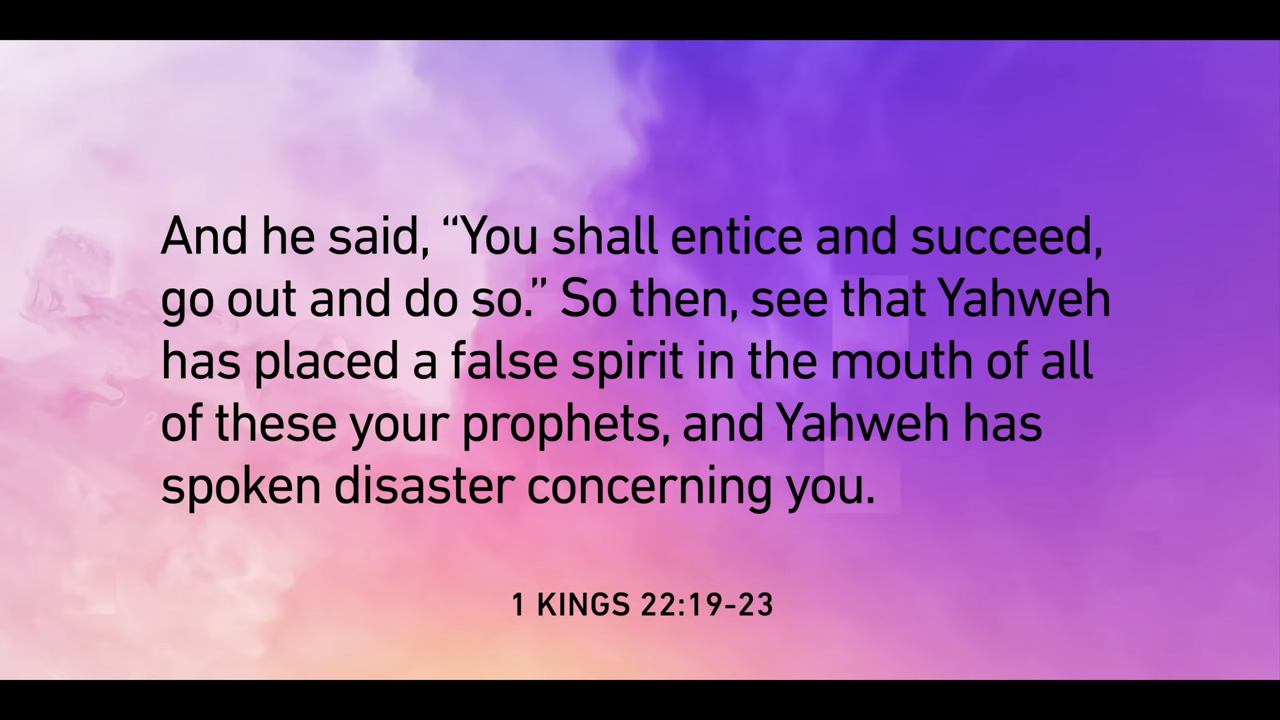 And he said, “You shall entice and succeed,
go out and do so.” So then, see that Yahweh
has placed a false spirit in the mouth of all
of these your prophets, and Yahweh has
spoken disaster concerning you.
1 KINGS 22:19-23